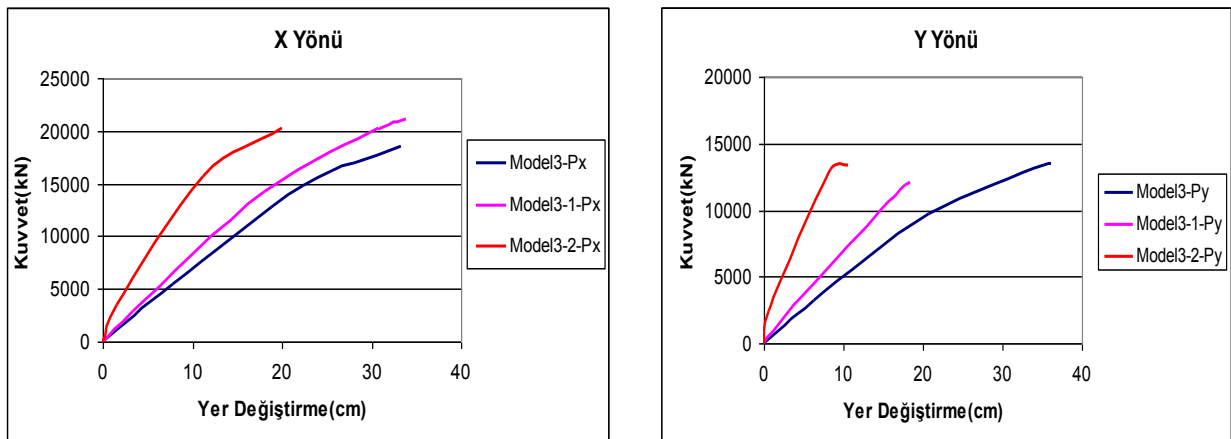 X Yönü
25000
20000
15000
10000
5000
0
0 10 20 30 40
Kuvvet(kN)
Yer Değiştirme(cm)
Model3-Px
Model3-1-Px
Model3-2-Px
Y Yönü
20000
15000
10000
5000
0
0 10 20 30 40
Kuvvet(kN)
Yer Değiştirme(cm)
Model3-Py
Model3-1-Py
Model3-2-Py